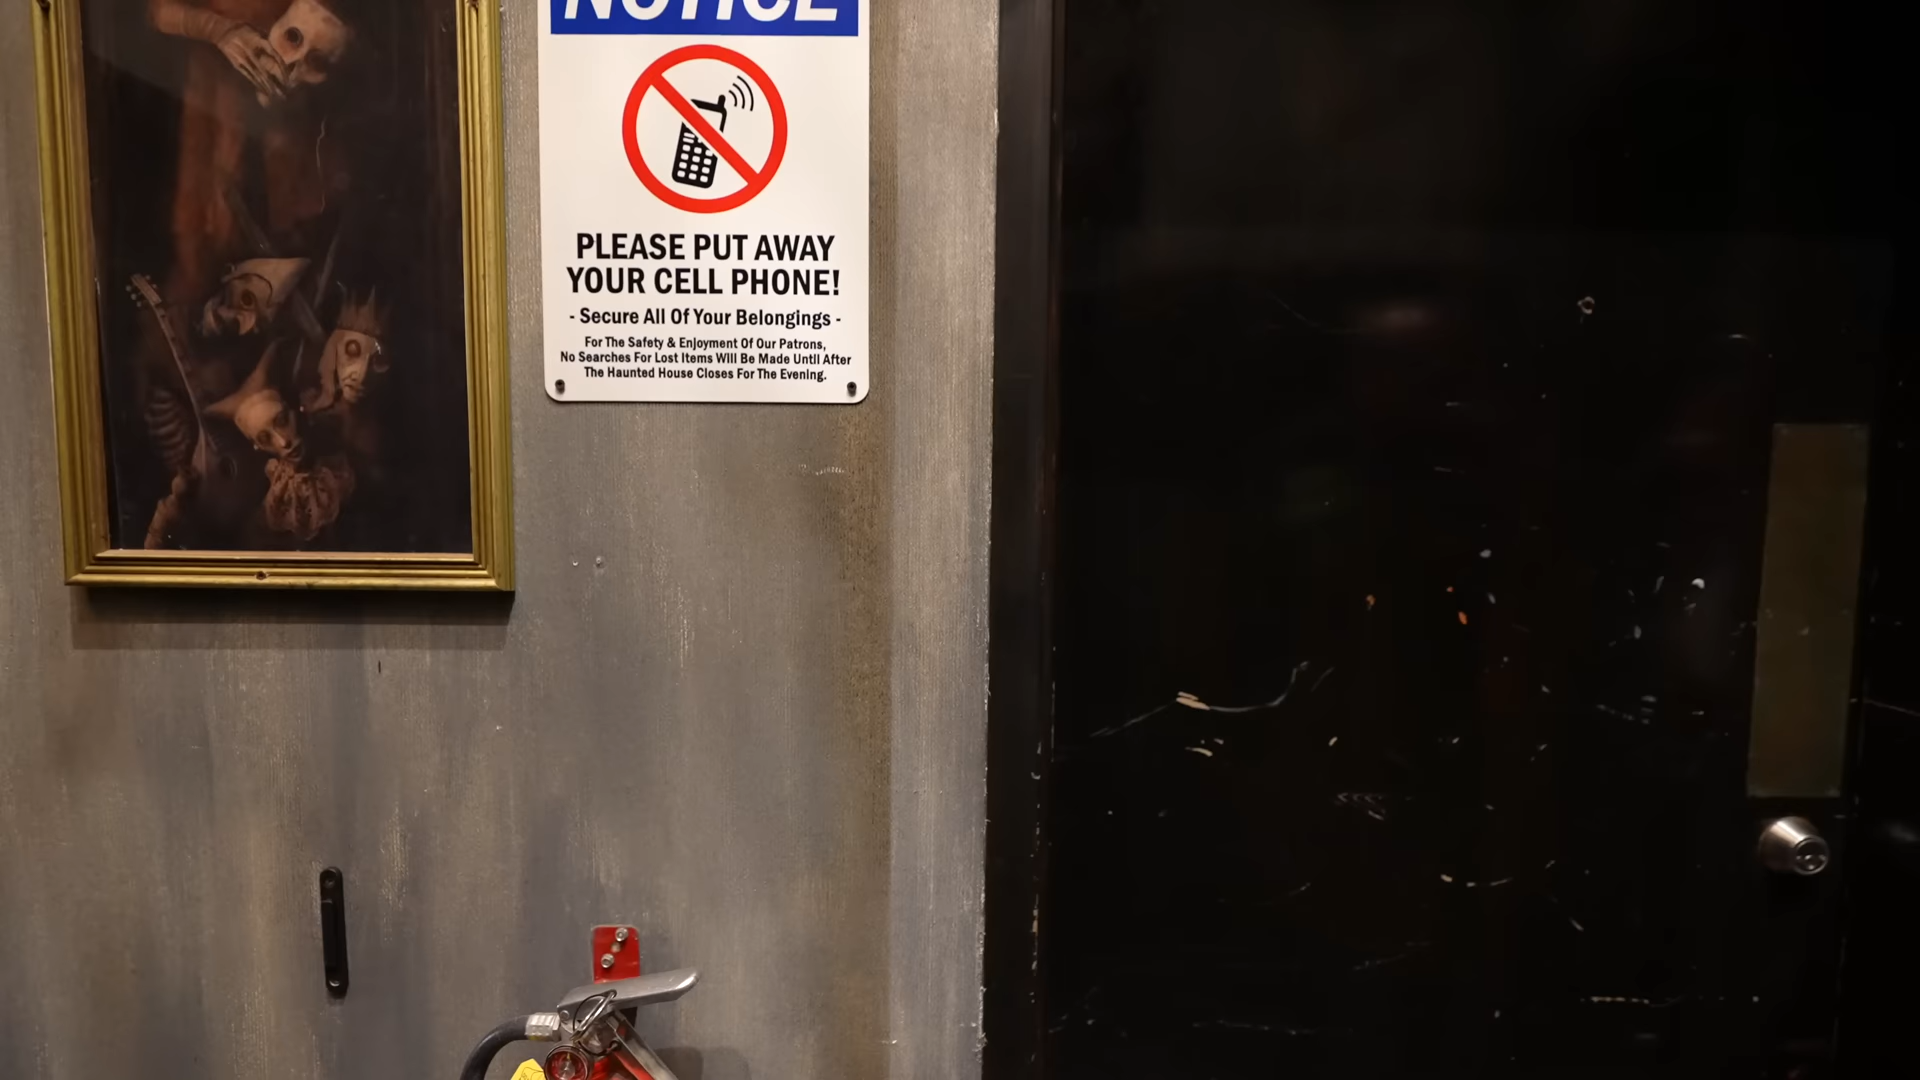 NOTICE
PLEASE PUT AWAY
YOUR CELL PHONE!
- Secure All Of Your Belongings -
For The Safety & Enjoyment Of Our Patrons,
No Searches For Lost Items Will Be Made Until After
The Haunted House Closes For The Evening.